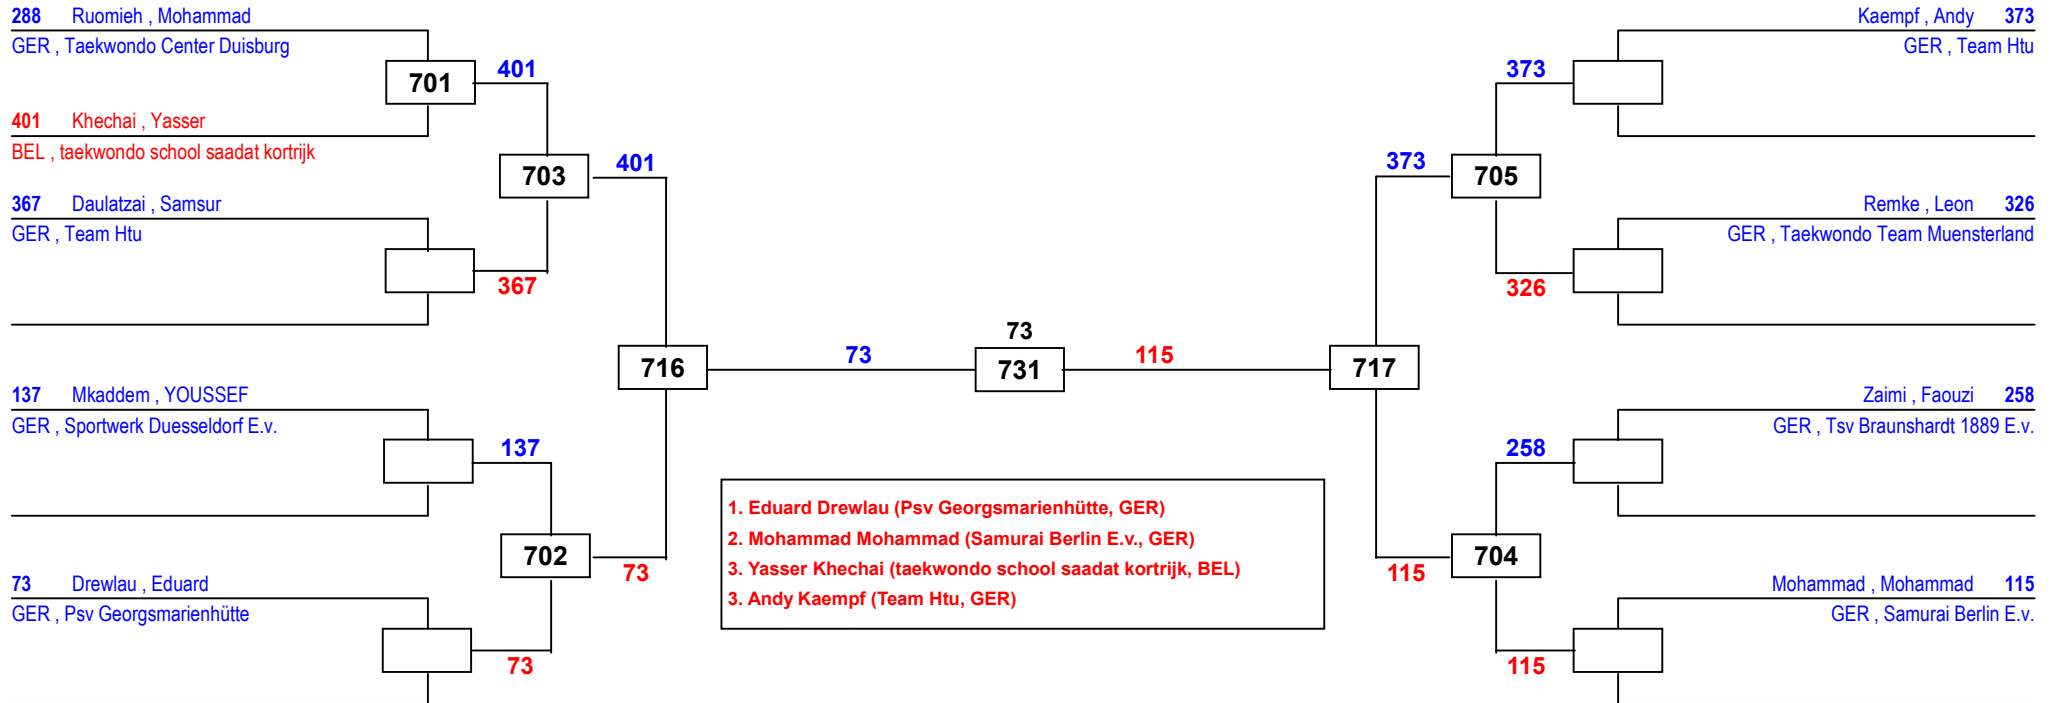 288 Ruomieh , Mohammad
GER , Taekwondo Center Duisburg
701
401
401 Khechai , Yasser
BEL , taekwondo school saadat kortrijk
703
401
367 Daulatzai , Samsur
GER , Team Htu
367
716
73
137 Mkaddem , YOUSSEF
GER , Sportwerk Duesseldorf E.v.
137
702
73
73 Drewlau , Eduard
GER , Psv Georgsmarienhütte
73
73
731
115
1. Eduard Drewlau (Psv Georgsmarienhütte, GER)
2. Mohammad Mohammad (Samurai Berlin E.v., GER)
3. Yasser Khechai (taekwondo school saadat kortrijk, BEL)
3. Andy Kaempf (Team Htu, GER)
Kaempf , Andy 373
GER , Team Htu
373
373
705
Remke , Leon 326
GER , Taekwondo Team Muensterland
326
717
Zaimi , Faouzi 258
GER , Tsv Braunshardt 1889 E.v.
258
704
115
Mohammad , Mohammad 115
GER , Samurai Berlin E.v.
115